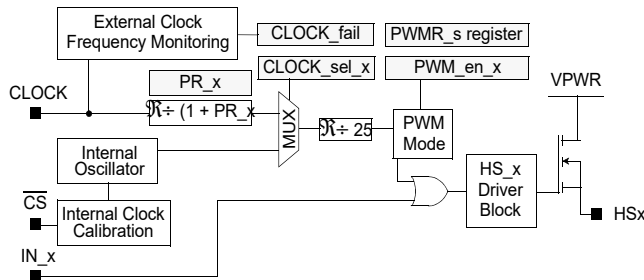 External Clock
Frequency Monitoring
CLOCK_fail
PWMR_s register
PR_x
CLOCK_sel_x
PWM_en_x
VPWR
CLOCK
ℜ÷ (1 + PR_x
MUX
ℜ÷ 25
PWM
Mode
Internal
Oscillator
HS_x
Driver
Block
CS
Internal Clock
Calibration
HSx
IN_x